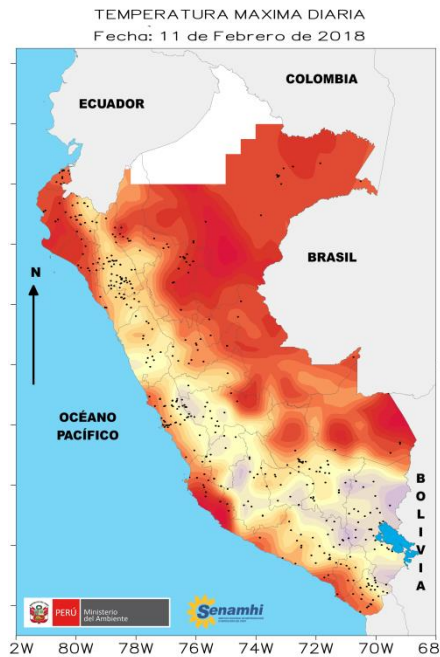 TEMPERATURA MAXIMA DIARIA
Fecha: 11 de Febrero de 2018
COLOMBIA
ECUADOR
BRASIL
N
OCÉANO
PACÍFICO
BOLIVIA
PERÚ
Ministerio
del Ambiente
Senamhi
2W 80W 78W 76W 74W 72W 70W 68